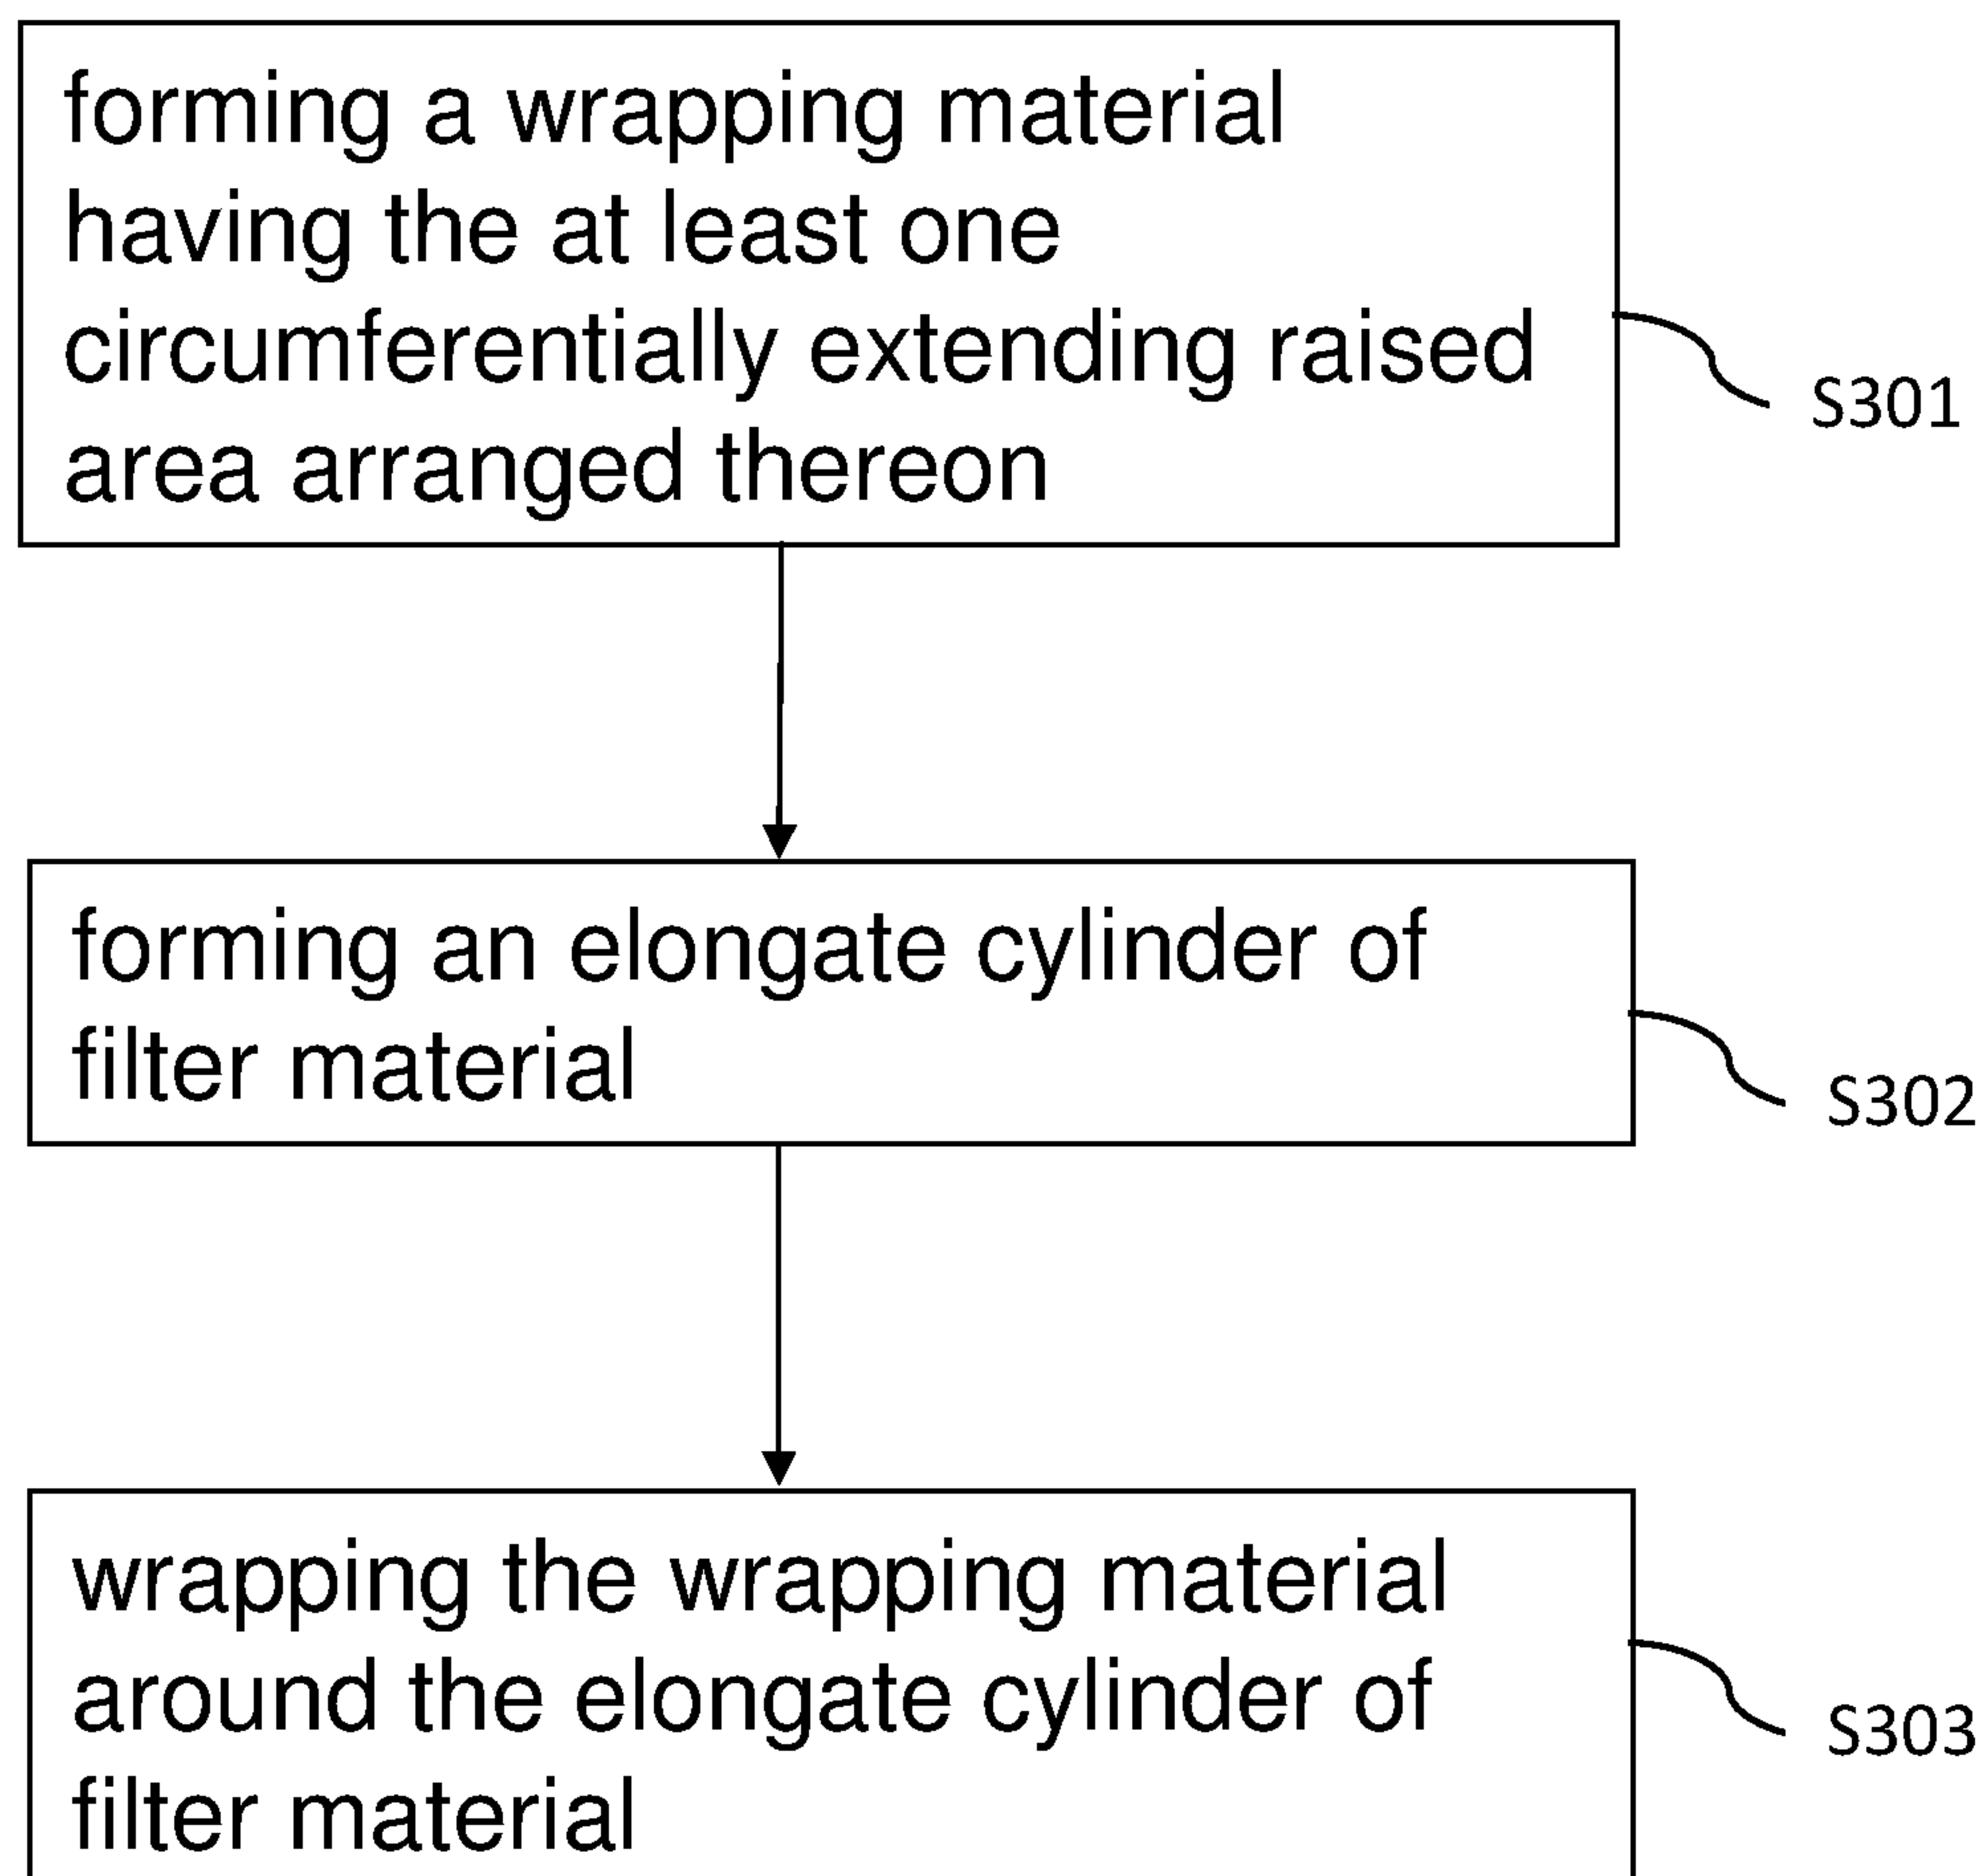 forming a wrapping material
having the at least one
circumferentially extending raised
area arranged thereon
S301
forming an elongate cylinder of
filter material
S302
wrapping the wrapping material
around the elongate cylinder of
filter material
S303